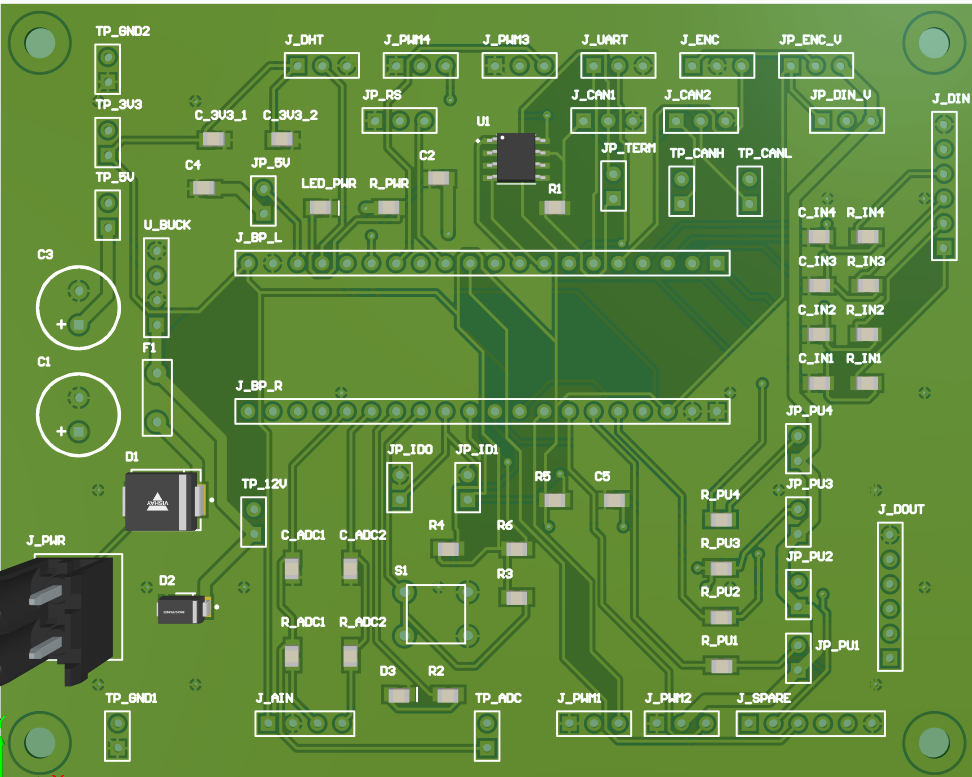 TP_GND2
J_DHT
J_PWM4
J_PWM3
J_UART
J_ENC
JP_ENC_V
TP_3V3
C_3V3_1
C_3V3_2
JP_RS
U1
J_CAN1
J_CAN2
JP_DIN_V
J_DIN
C4
JP_5V
C2
JP_TERM
TP_CANH
TP_CANL
TP_5V
LED_PWR
R_PWR
R1
U_BUCK
J_BP_L
C_IN4
R_IN4
C3
+
C_IN3
R_IN3
C_IN2
R_IN2
F1
C1
+
C_IN1
R_IN1
J_BP_R
JP_PU4
D1
VISHAY
JP_ID0
JP_ID1
TP_12V
R5
C5
JP_PU3
R_PU4
J_DOUT
J_PWR
C_ADC1
C_ADC2
R4
R6
R_PU3
JP_PU2
D2
S1
R3
R_PU2
R_ADC1
R_ADC2
R_PU1
JP_PU1
D3
R2
TP_GND1
J_AIN
TP_ADC
J_PWM1
J_PWM2
J_SPARE